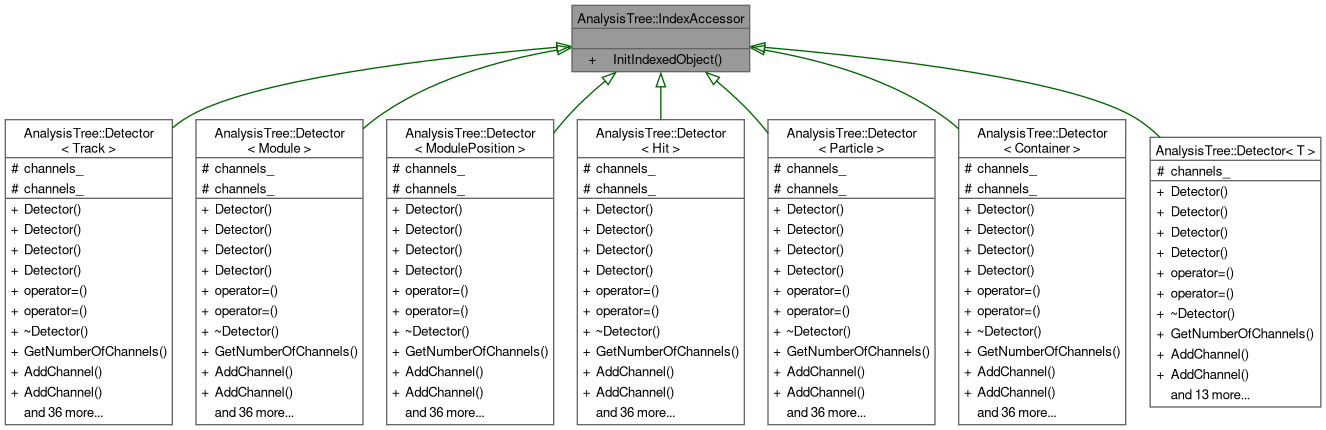 AnalysisTree::IndexAccessor
+ InitIndexedObject()
AnalysisTree::Detector
< Track >
# channels_
# channels_
+ Detector()
+ Detector()
+ Detector()
+ Detector()
+ operator=()
+ operator=()
+ ~Detector()
+ GetNumberOfChannels()
+ AddChannel()
+ AddChannel()
and 36 more...
AnalysisTree::Detector
< Module >
# channels_
# channels_
+ Detector()
+ Detector()
+ Detector()
+ Detector()
+ operator=()
+ operator=()
+ ~Detector()
+ GetNumberOfChannels()
+ AddChannel()
+ AddChannel()
and 36 more...
AnalysisTree::Detector
< ModulePosition >
# channels_
# channels_
+ Detector()
+ Detector()
+ Detector()
+ Detector()
+ operator=()
+ operator=()
+ ~Detector()
+ GetNumberOfChannels()
+ AddChannel()
+ AddChannel()
and 36 more...
AnalysisTree::Detector
< Hit >
# channels_
# channels_
+ Detector()
+ Detector()
+ Detector()
+ Detector()
+ operator=()
+ operator=()
+ ~Detector()
+ GetNumberOfChannels()
+ AddChannel()
+ AddChannel()
and 36 more...
AnalysisTree::Detector
< Particle >
# channels_
# channels_
+ Detector()
+ Detector()
+ Detector()
+ Detector()
+ operator=()
+ operator=()
+ ~Detector()
+ GetNumberOfChannels()
+ AddChannel()
+ AddChannel()
and 36 more...
AnalysisTree::Detector
< Container >
# channels_
# channels_
+ Detector()
+ Detector()
+ Detector()
+ Detector()
+ operator=()
+ operator=()
+ ~Detector()
+ GetNumberOfChannels()
+ AddChannel()
+ AddChannel()
and 36 more...
AnalysisTree::Detector< T >
# channels_
+ Detector()
+ Detector()
+ Detector()
+ Detector()
+ operator=()
+ operator=()
+ ~Detector()
+ GetNumberOfChannels()
+ AddChannel()
+ AddChannel()
and 13 more...